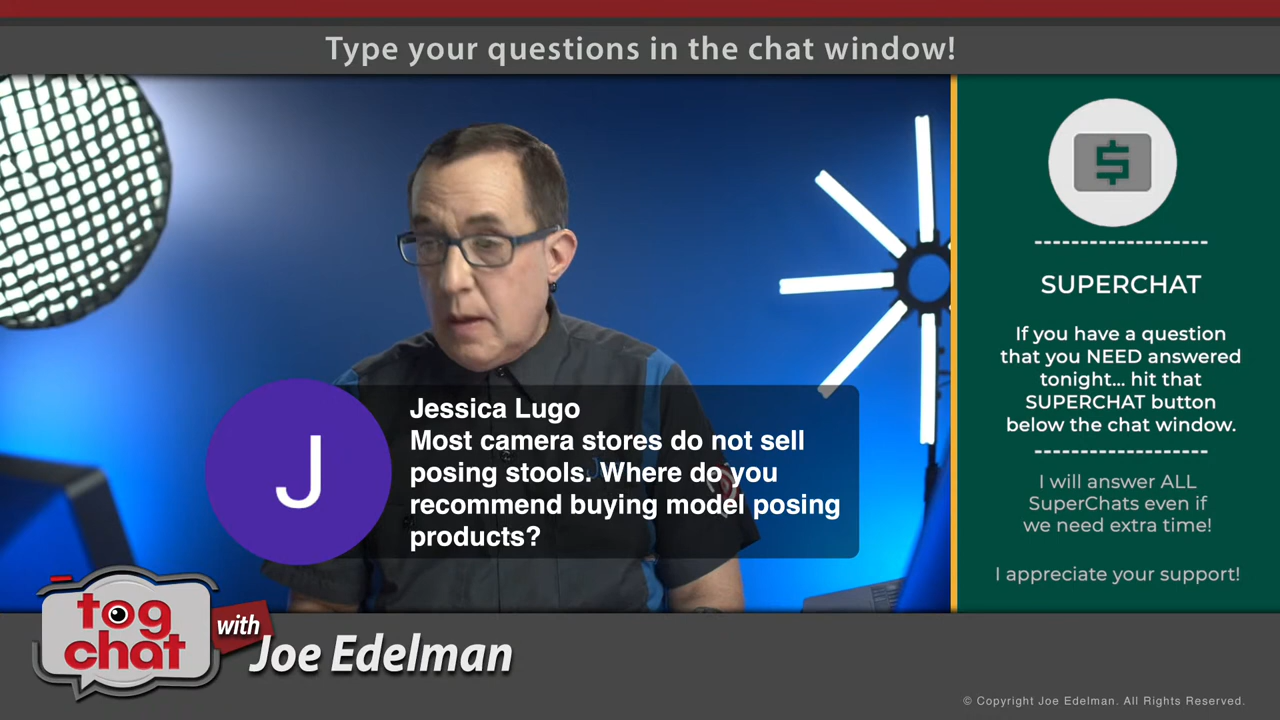 Type your questions in the chat window!
$
-------------------
SUPERCHAT
If you have a question
that you NEED answered
tonight... hit that
SUPERCHAT button
below the chat window.
-------------------
I will answer ALL
SuperChats even if
we need extra time!
I appreciate your support!
J
Jessica Lugo
Most camera stores do not sell
posing stools. Where do you
recommend buying model posing
products?
tog
chat
with
Joe Edelman
© Copyright Joe Edelman. All Rights Reserved.